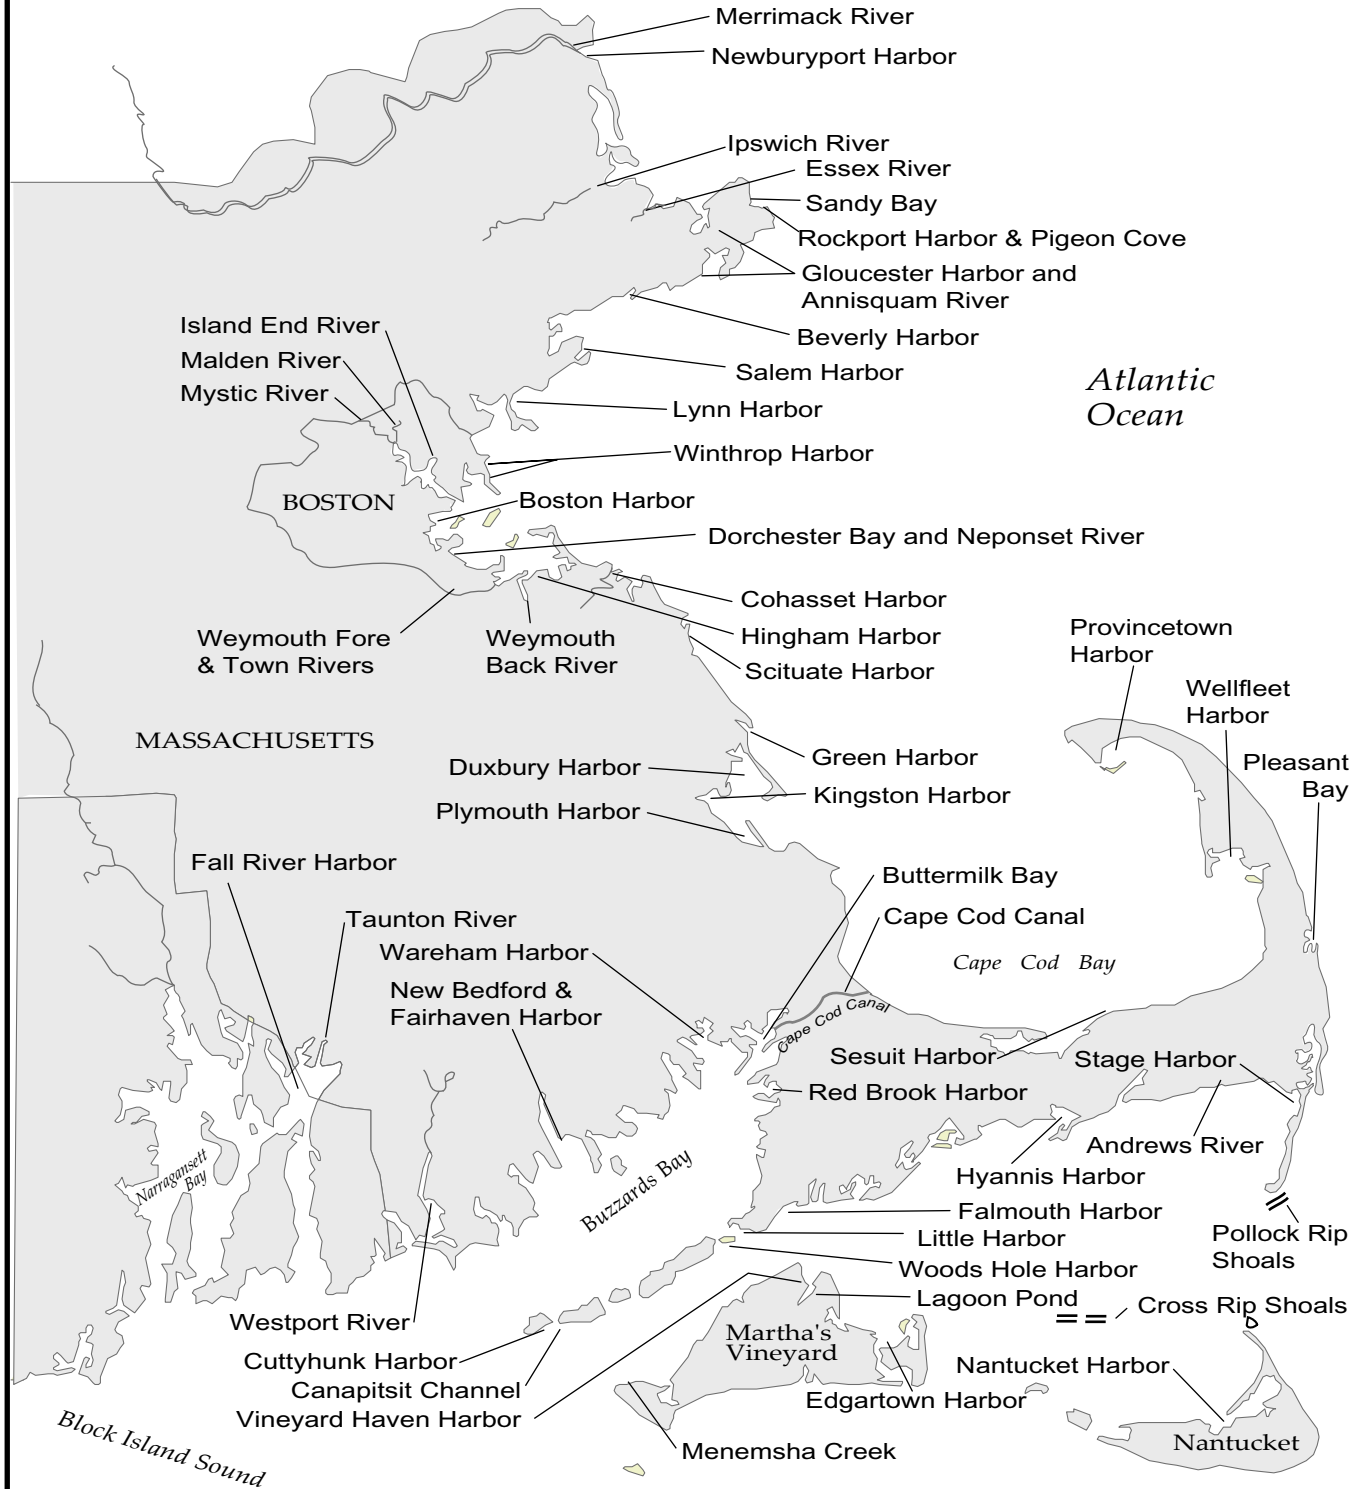 Merrimack River
Newburyport Harbor
Ipswich River
Essex River
Sandy Bay
Rockport Harbor & Pigeon Cove
Gloucester Harbor and
Annisquam River
Island End River
Beverly Harbor
Malden River
Salem Harbor
Mystic River
Atlantic
Ocean
Lynn Harbor
Winthrop Harbor
BOSTON
Boston Harbor
Dorchester Bay and Neponset River
Cohasset Harbor
Weymouth Fore
& Town Rivers
Weymouth
Back River
Hingham Harbor
Scituate Harbor
Provincetown
Harbor
Wellfleet
Harbor
MASSACHUSETTS
Green Harbor
Pleasant
Bay
Duxbury Harbor
Kingston Harbor
Plymouth Harbor
Fall River Harbor
Buttermilk Bay
Taunton River
Cape Cod Canal
Wareham Harbor
Cape Cod Bay
New Bedford &
Fairhaven Harbor
Cape Cod Canal
Sesuit Harbor
Stage Harbor
Red Brook Harbor
Andrews River
Narragansett
Bay
Buzzards Bay
Hyannis Harbor
Falmouth Harbor
Little Harbor
Pollock Rip
Shoals
Woods Hole Harbor
Lagoon Pond
Cross Rip Shoals
Westport River
Martha's
Vineyard
Cuttyhunk Harbor
Nantucket Harbor
Canapitsit Channel
Edgartown Harbor
Vineyard Haven Harbor
Block Island Sound
Menemsha Creek
Nantucket